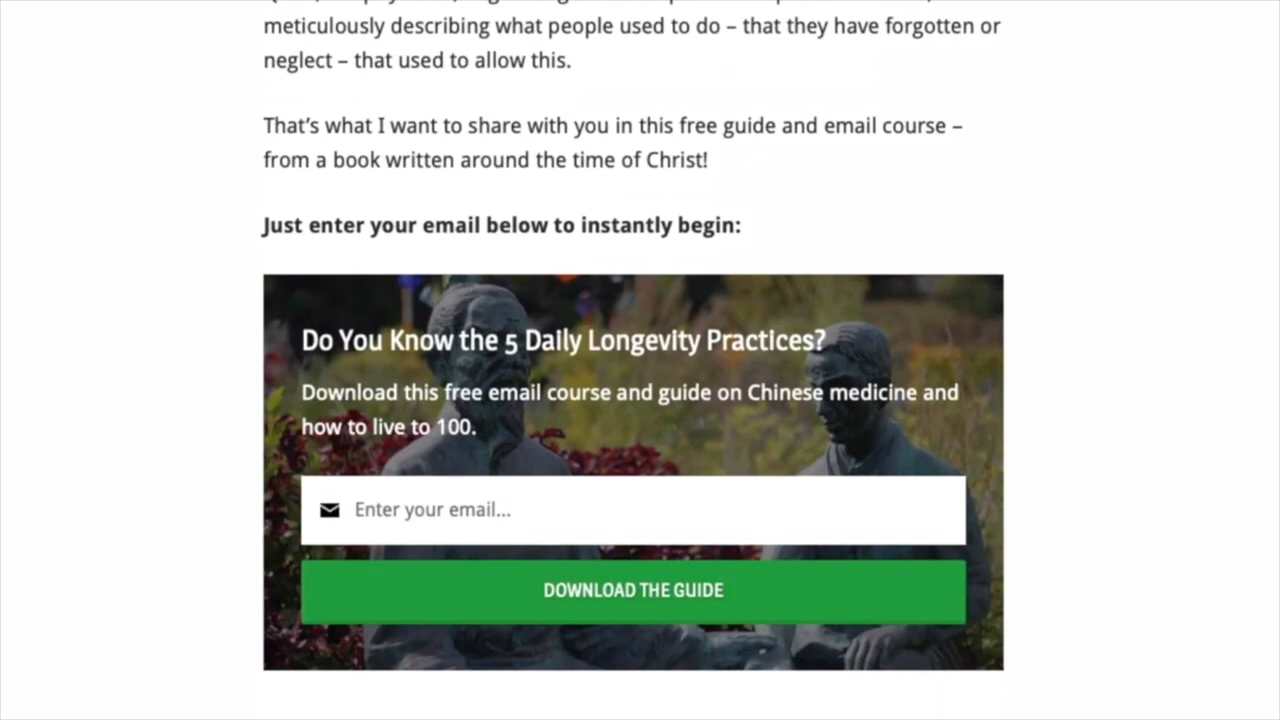 meticulously describing what people used to do – that they have forgotten or
neglect – that used to allow this.
That’s what I want to share with you in this free guide and email course –
from a book written around the time of Christ!
Just enter your email below to instantly begin:
Do You Know the 5 Daily Longevity Practices?
Download this free email course and guide on Chinese medicine and
how to live to 100.
Enter your email...
DOWNLOAD THE GUIDE